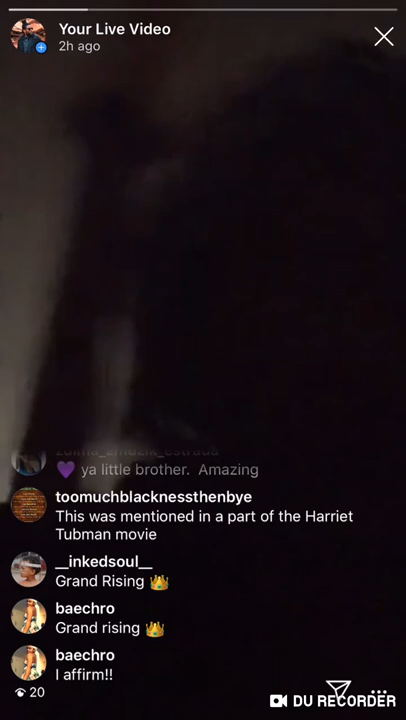 Your Live Video
2h ago
💜 ya little brother. Amazing
toomuchblacknessthenbye
This was mentioned in a part of the Harriet
Tubman movie
__inkedsoul__
Grand Rising 👑
baechro
Grand rising 👑
baechro
I affirm!!
20
DU RECORDER